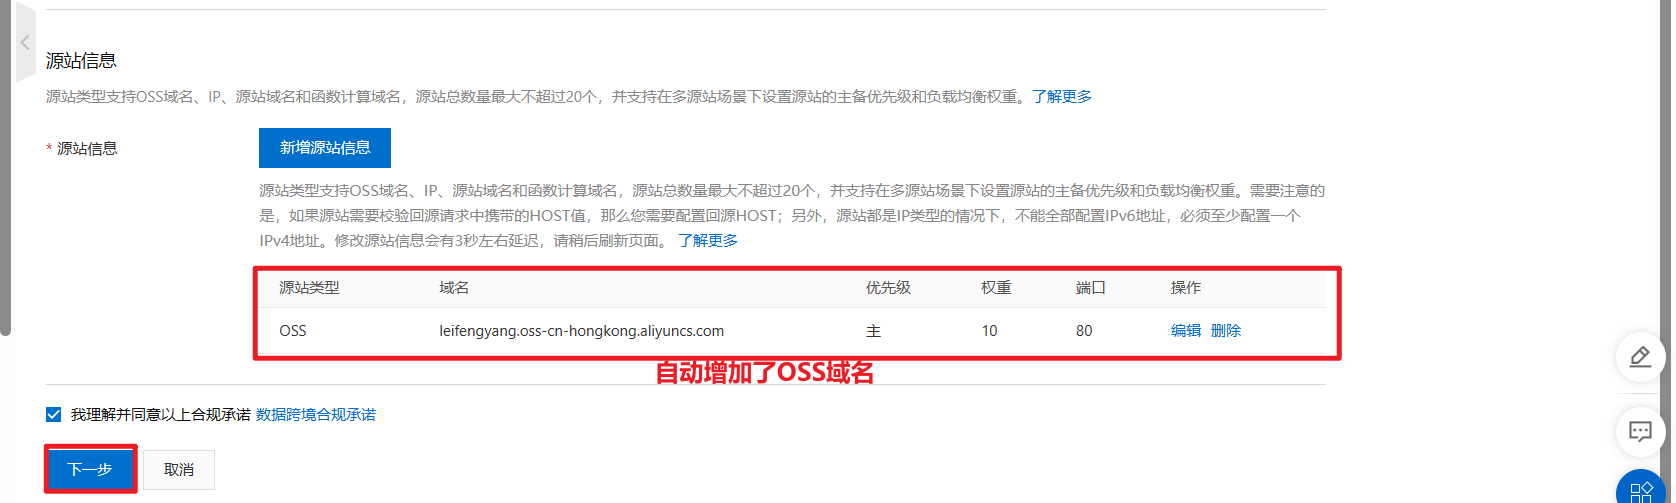 源站信息
源站类型支持OSS域名、IP、源站域名和函数计算域名，源站总数量最大不超过20个，并支持在多源站场景下设置源站的主备优先级和负载均衡权重。了解更多
* 源站信息
新增源站信息
源站类型支持OSS域名、IP、源站域名和函数计算域名，源站总数量最大不超过20个，并支持在多源站场景下设置源站的主备优先级和负载均衡权重。需要注意的
是，如果源站需要校验回源请求中携带的HOST值，那么您需要配置回源HOST；另外，源站都是IP类型的情况下，不能全部配置IPv6地址，必须至少配置一个
IPv4地址。修改源站信息会有3秒左右延迟，请稍后刷新页面。 了解更多
源站类型 域名 优先级 权重 端口 操作
OSS leifengyang.oss-cn-hongkong.aliyuncs.com 主 10 80 编辑 删除
自动增加了OSS域名
我理解并同意以上合规承诺 数据跨境合规承诺
下一步 取消